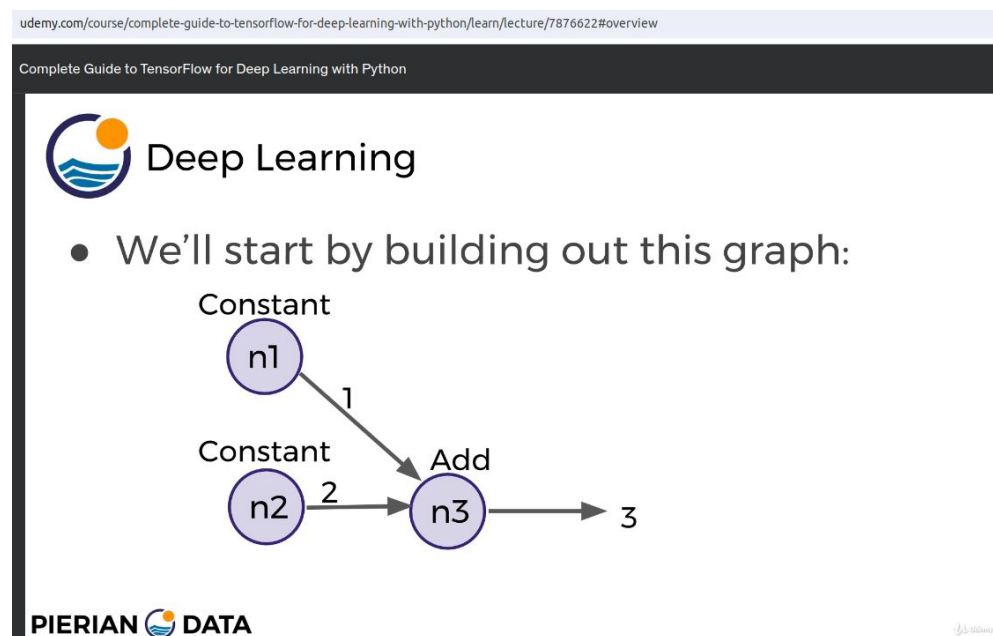 udemy.com/course/complete-guide-to-tensorflow-for-deep-learning-with-python/learn/lecture/7876622#overview
Complete Guide to TensorFlow for Deep Learning with Python
Deep Learning
● We'll start by building out this graph:
Constant
n1
1
Constant
n2
2
Add
n3
3
PIERIAN DATA
Udemy